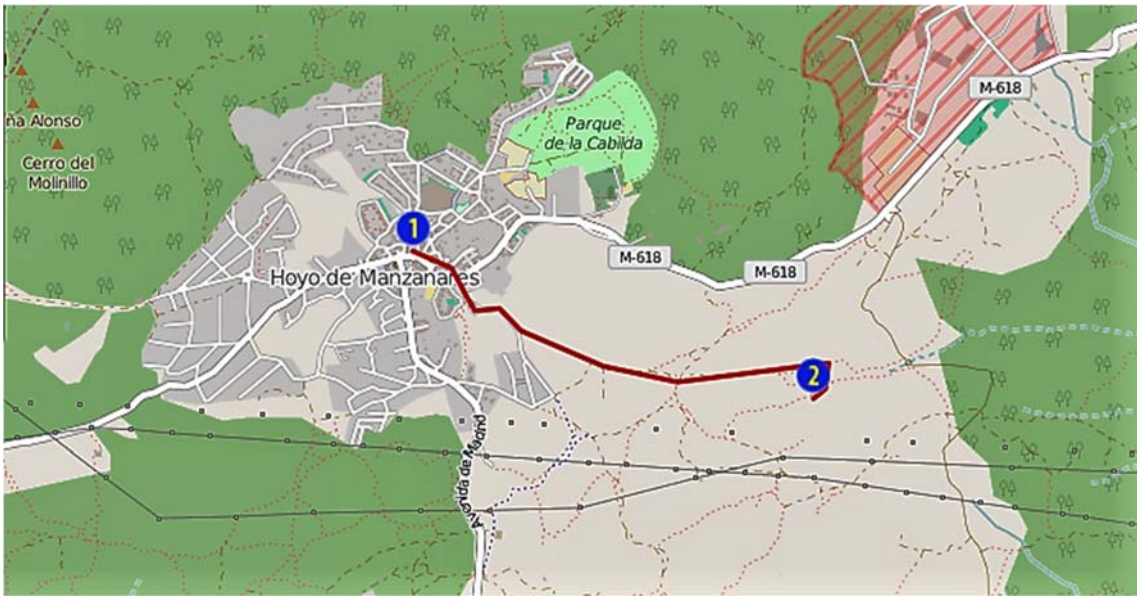 M-618
Parque
de la Cabilda
ña Alonso
Cerro del
Molinillo
1
M-618
M-618
Hoyo de Manzanares
2
Avenida de Madrid